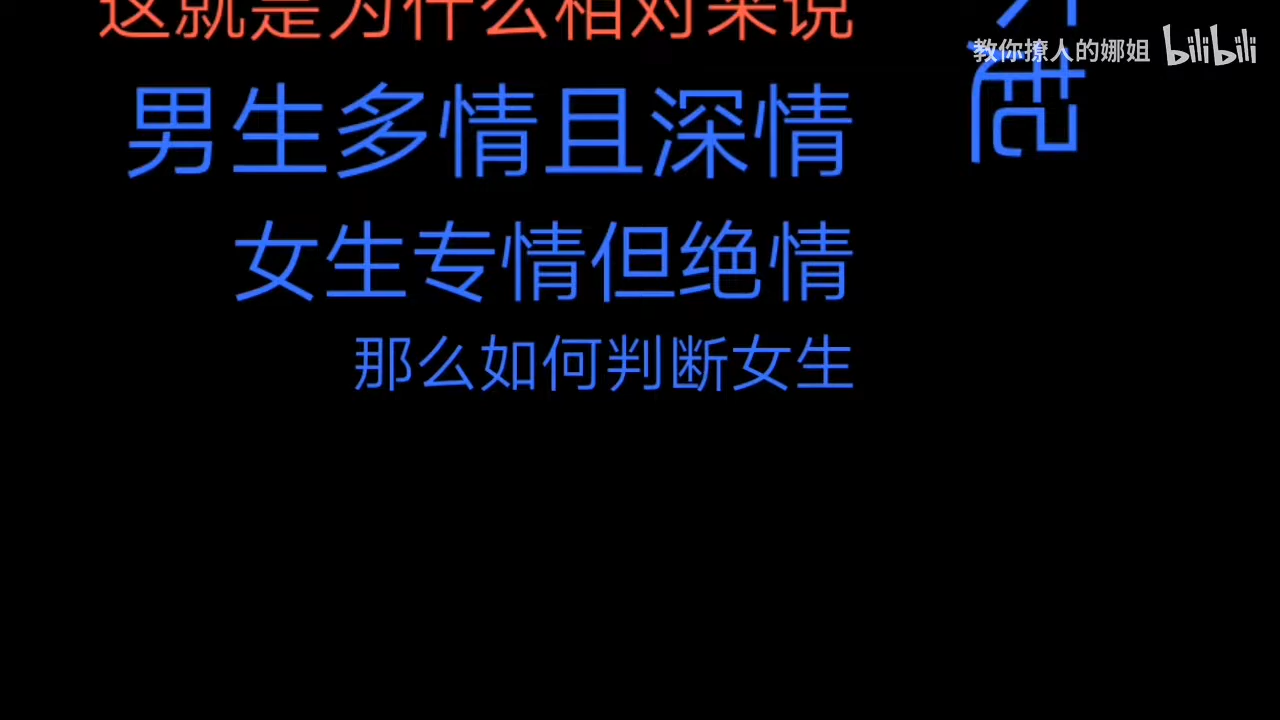 这就是为什么相对来说
教你撩人的娜姐 bilibili
男生多情且深情
女生专情但绝情
那么如何判断女生